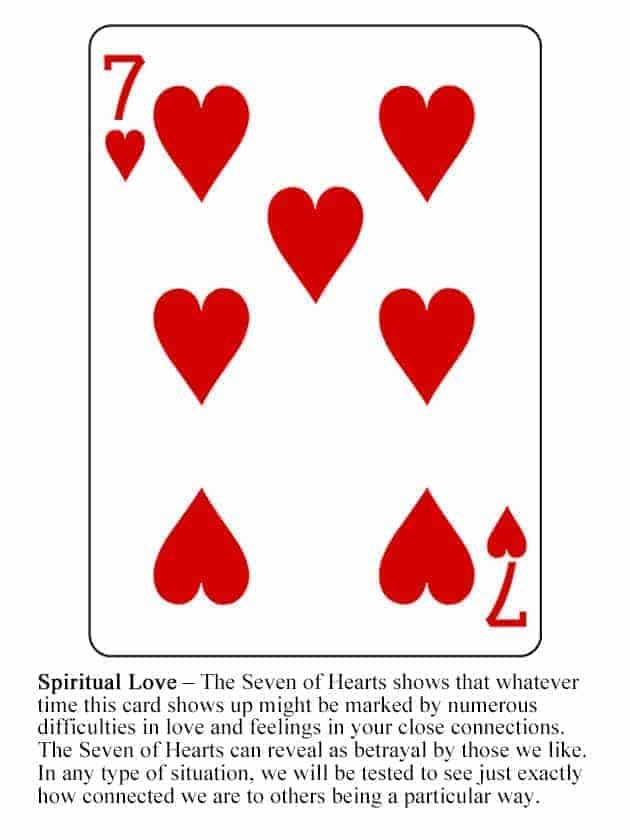 7
Spiritual Love – The Seven of Hearts shows that whatever
time this card shows up might be marked by numerous
difficulties in love and feelings in your close connections.
The Seven of Hearts can reveal as betrayal by those we like.
In any type of situation, we will be tested to see just exactly
how connected we are to others being a particular way.
7